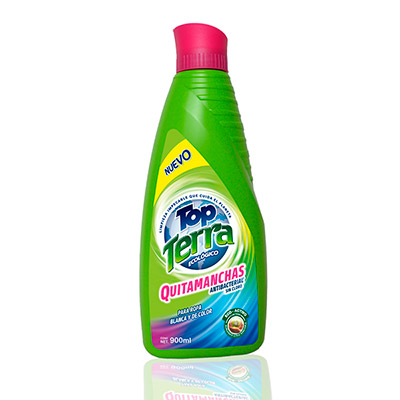 NUEVO
LIMPIEZA IMPECABLE QUE CUIDA EL PLANETA
Top
Terra
ECOLÓGICO
QUITAMANCHAS
ANTIBACTERIAL
SIN CLORO
PARA ROPA
BLANCA Y DE COLOR
NET. 900ml